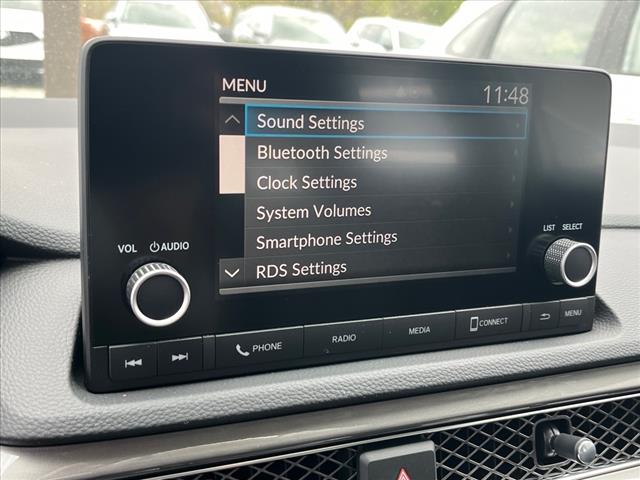 MENU
11:48
Sound Settings
Bluetooth Settings
Clock Settings
System Volumes
Smartphone Settings
RDS Settings
VOL AUDIO
LIST SELECT
PHONE
RADIO
MEDIA
CONNECT
MENU